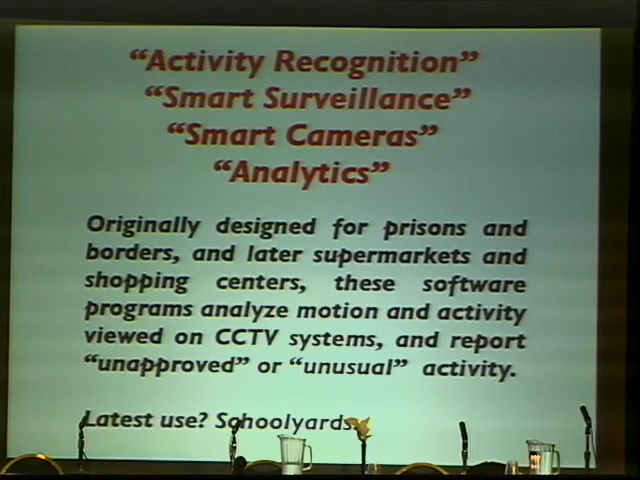 “Activity Recognition”
“Smart Surveillance”
“Smart Cameras”
“Analytics”
Originally designed for prisons and
borders, and later supermarkets and
shopping centers, these software
programs analyze motion and activity
viewed on CCTV systems, and report
“unapproved” or “unusual” activity.
Latest use? Schoolyards.